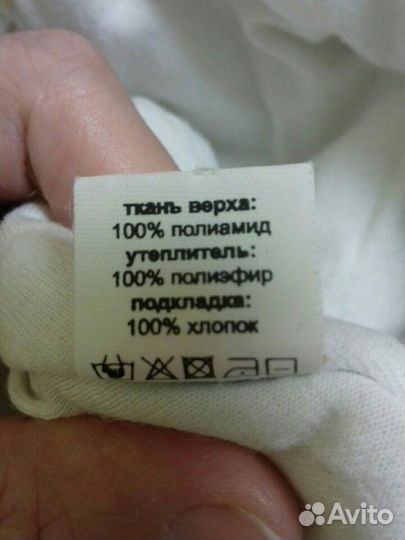 ткань верха:
100% полиамид
утеплитель:
100% полиэфир
подкладка:
100% хлопок
Avito